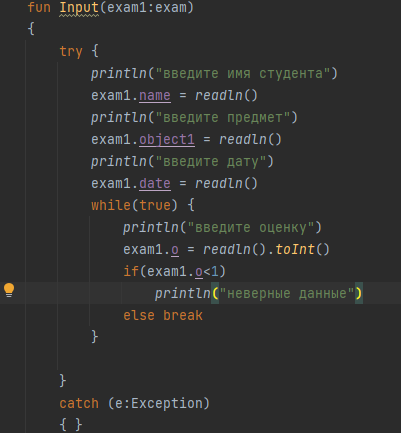 fun Input(exam1:exam)
{
try {
println("введите имя студента")
exam1.name = readln()
println("введите предмет")
exam1.object1 = readln()
println("введите дату")
exam1.date = readln()
while(true) {
println("введите оценку")
exam1.o = readln().toInt()
if(exam1.o<1)
println("неверные данные")
else break
}
}
catch (e:Exception)
{ }